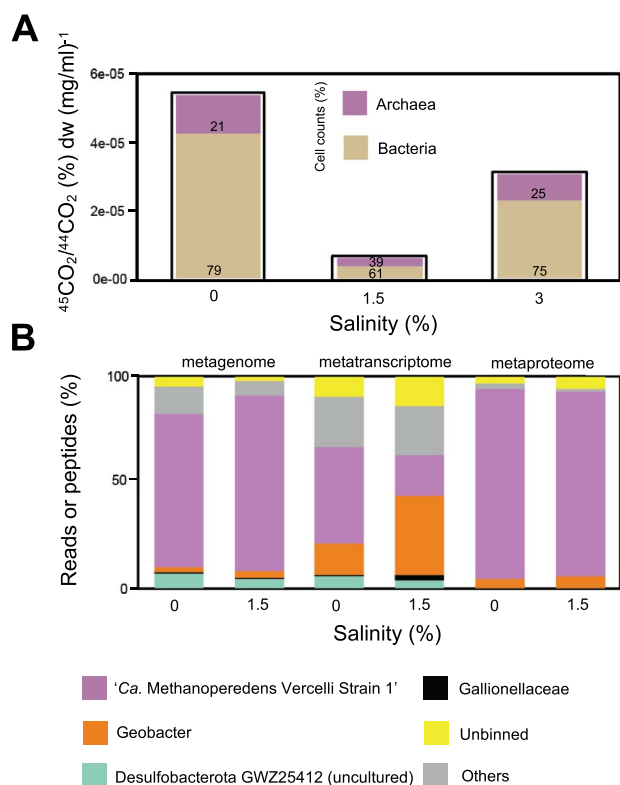 A
⁴⁵CO₂/⁴⁴CO₂ (%) dw (mg/ml)⁻¹
6e-05
4e-05
2e-05
0e-00
Cell counts (%)
Archaea
Bacteria
21
79
39
61
25
75
0 1.5 3
Salinity (%)
B
metagenome metatranscriptome metaproteome
Reads or peptides (%)
100
50
0
0 1.5 0 1.5 0 1.5
Salinity (%)
‘Ca. Methanoperedens Vercelli Strain 1’
Gallionellaceae
Geobacter
Unbinned
Desulfobacterota GWZ25412 (uncultured)
Others